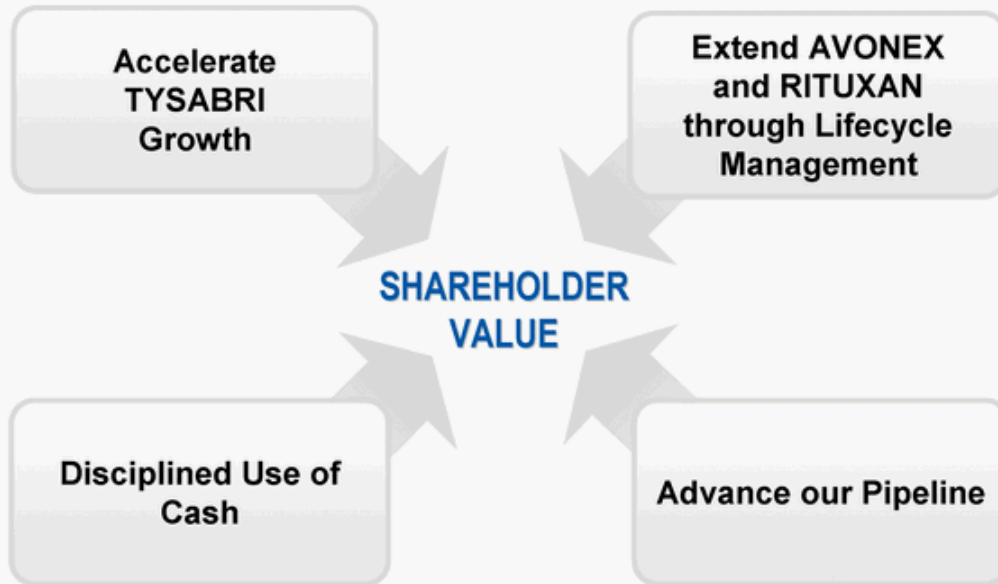 Accelerate
TYSABRI
Growth
Extend AVONEX
and RITUXAN
through Lifecycle
Management
SHAREHOLDER
VALUE
Disciplined Use of
Cash
Advance our Pipeline